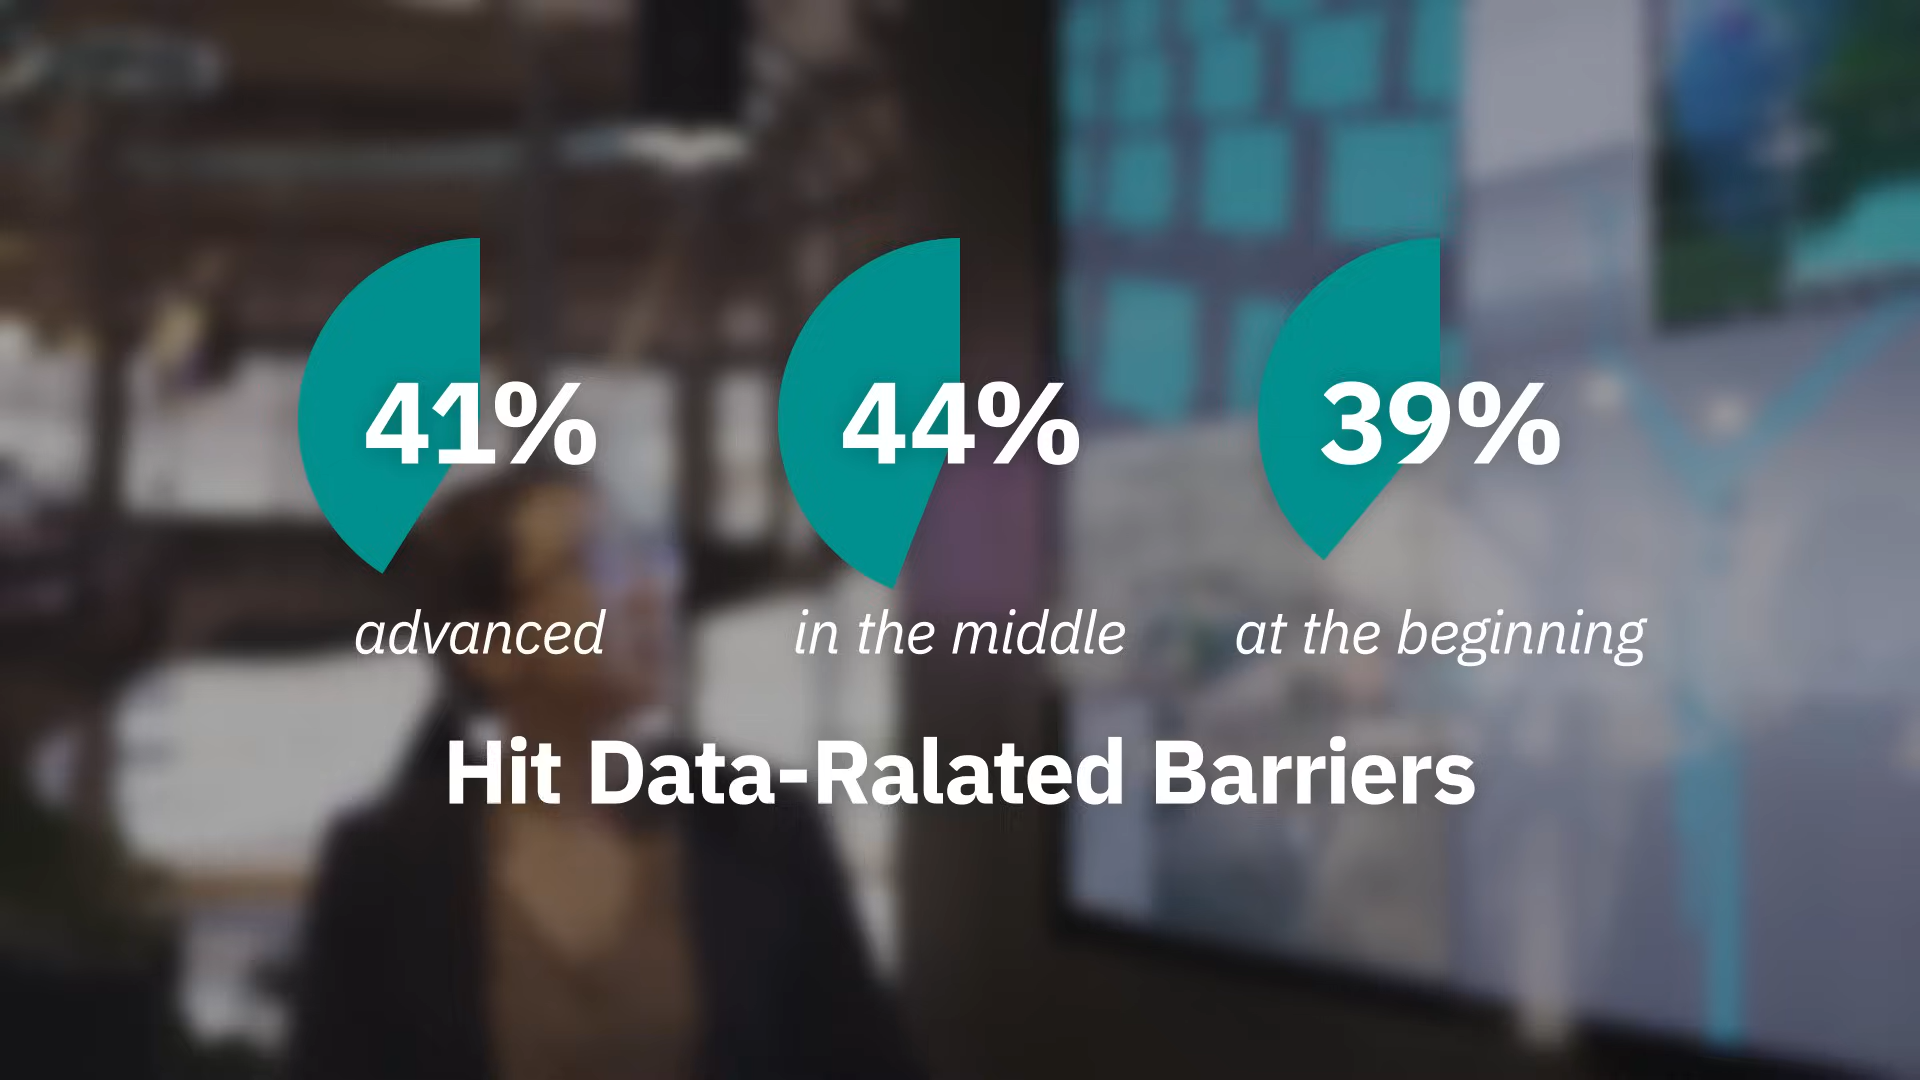 41% 44% 39%
advanced in the middle at the beginning
Hit Data-Ralated Barriers